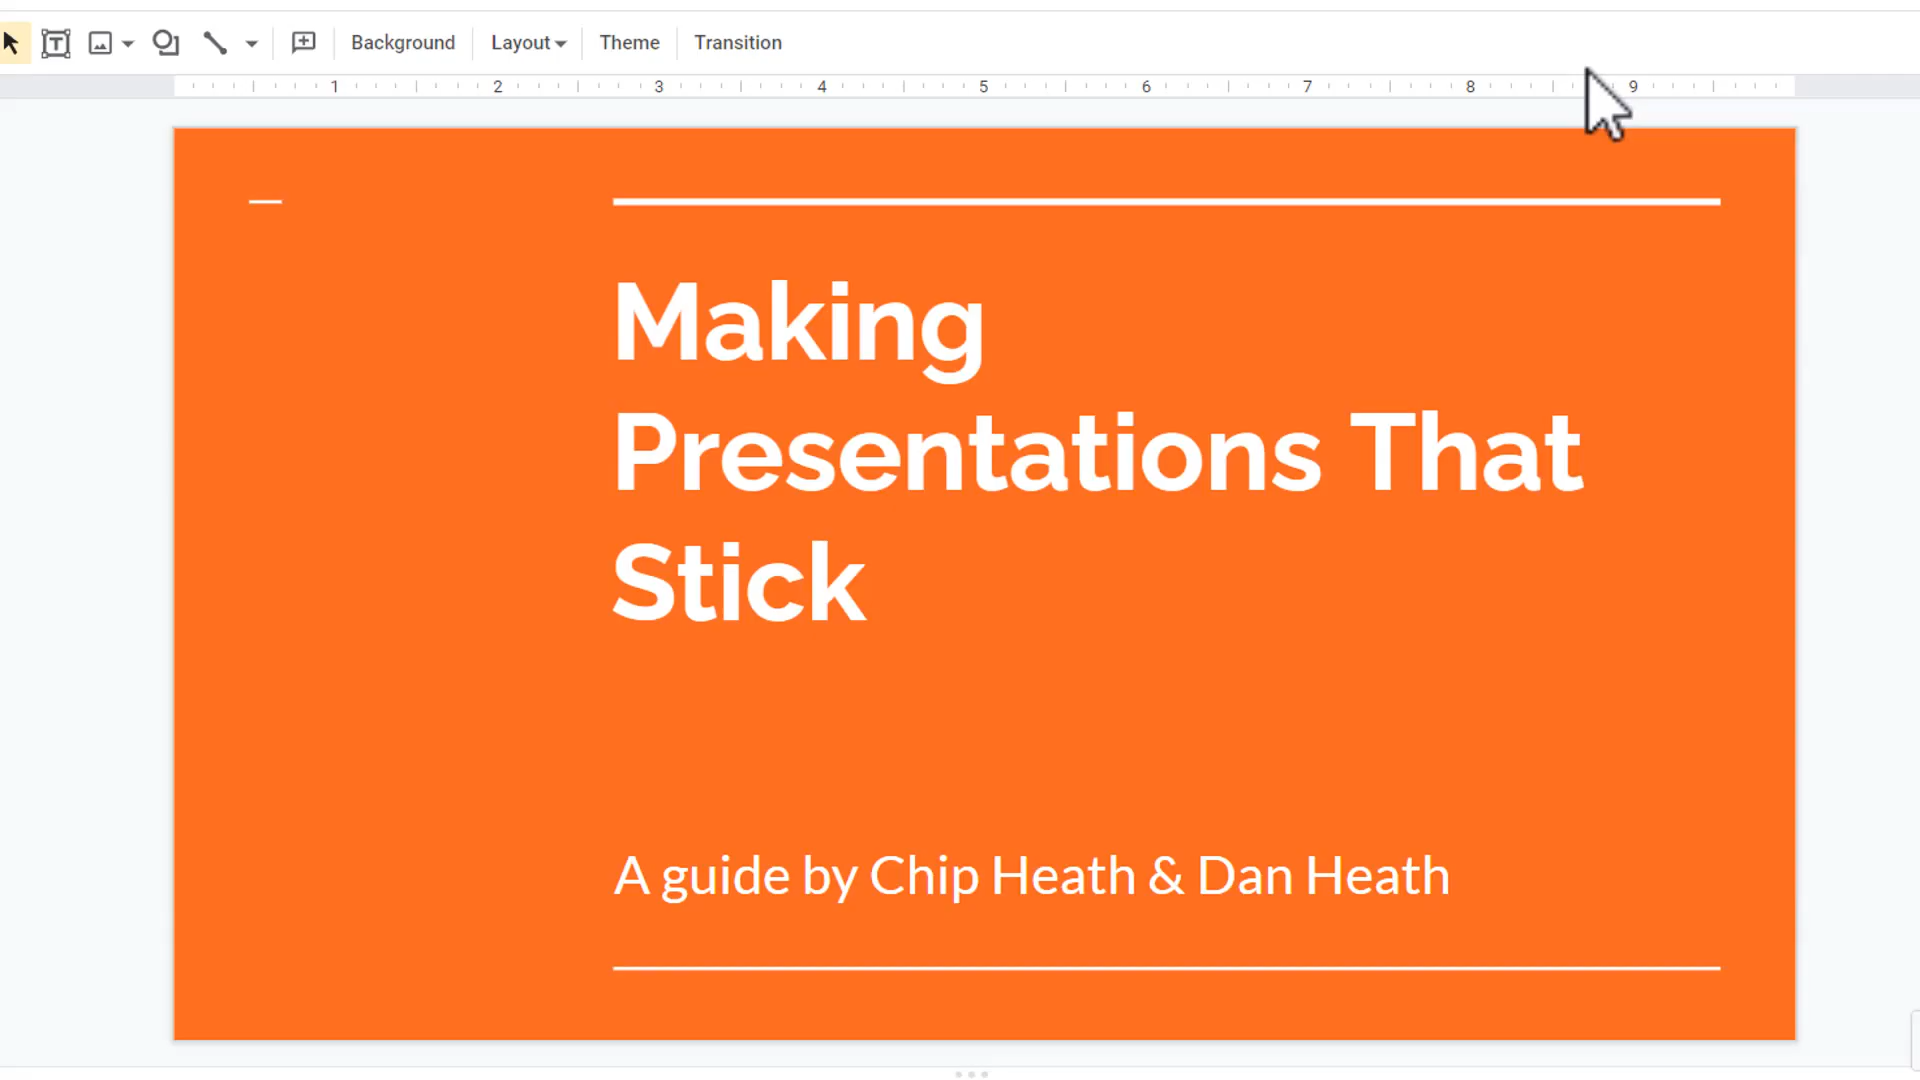 Background Layout Theme Transition
1 2 3 4 5 6 7 8 9
Making
Presentations That
Stick
A guide by Chip Heath & Dan Heath